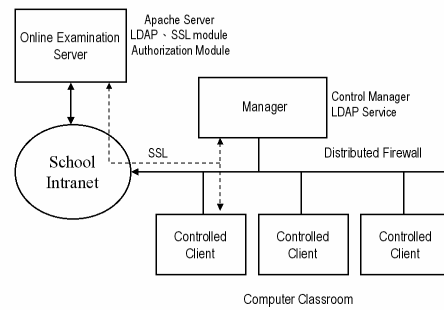 Apache Server
LDAP、SSL module
Authorization Module
Online Examination
Server
Manager
Control Manager
LDAP Service
School
Intranet
SSL
Distributed Firewall
Controlled
Client
Controlled
Client
Controlled
Client
Computer Classroom